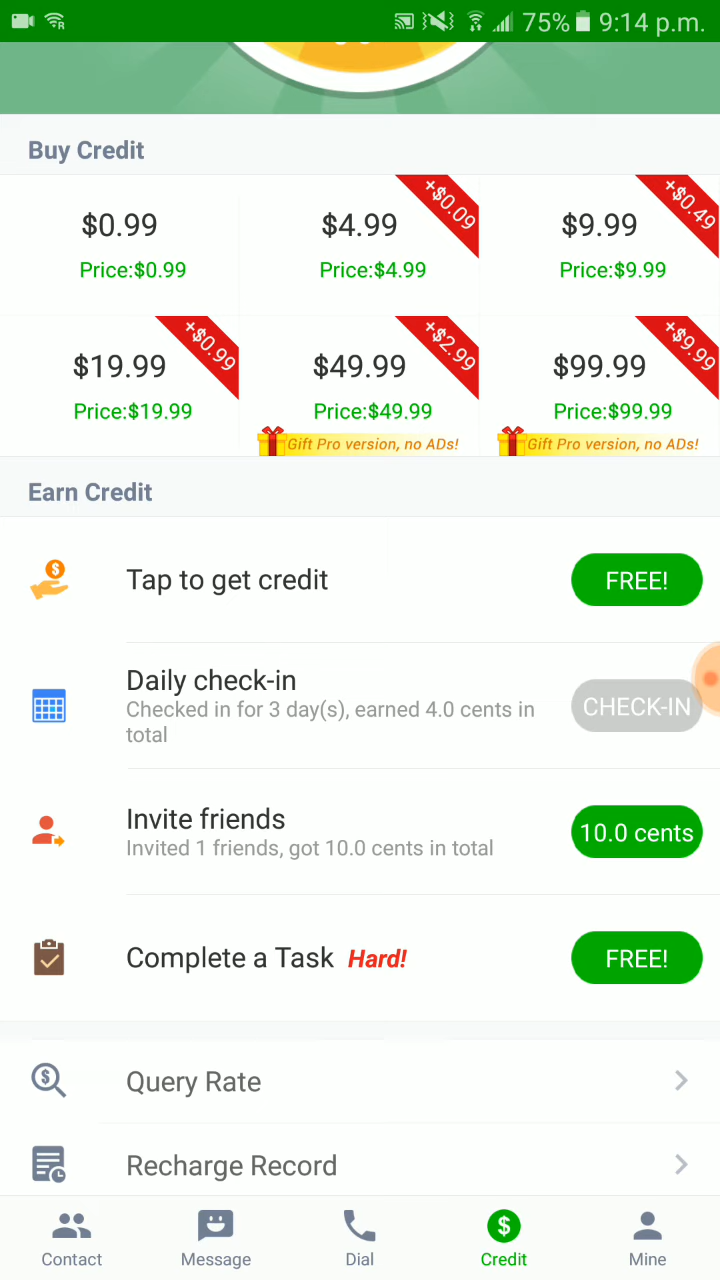 75% 9:14 p.m.
Buy Credit
$0.99
Price:$0.99
+$0.09
$4.99
Price:$4.99
+$0.49
$9.99
Price:$9.99
+$0.99
$19.99
Price:$19.99
+$2.99
$49.99
Price:$49.99
Gift Pro version, no ADs!
+$9.99
$99.99
Price:$99.99
Gift Pro version, no ADs!
Earn Credit
Tap to get credit
FREE!
Daily check-in
Checked in for 3 day(s), earned 4.0 cents in
total
CHECK-IN
Invite friends
Invited 1 friends, got 10.0 cents in total
10.0 cents
Complete a Task Hard!
FREE!
Query Rate
Recharge Record
Contact
Message
Dial
Credit
Mine